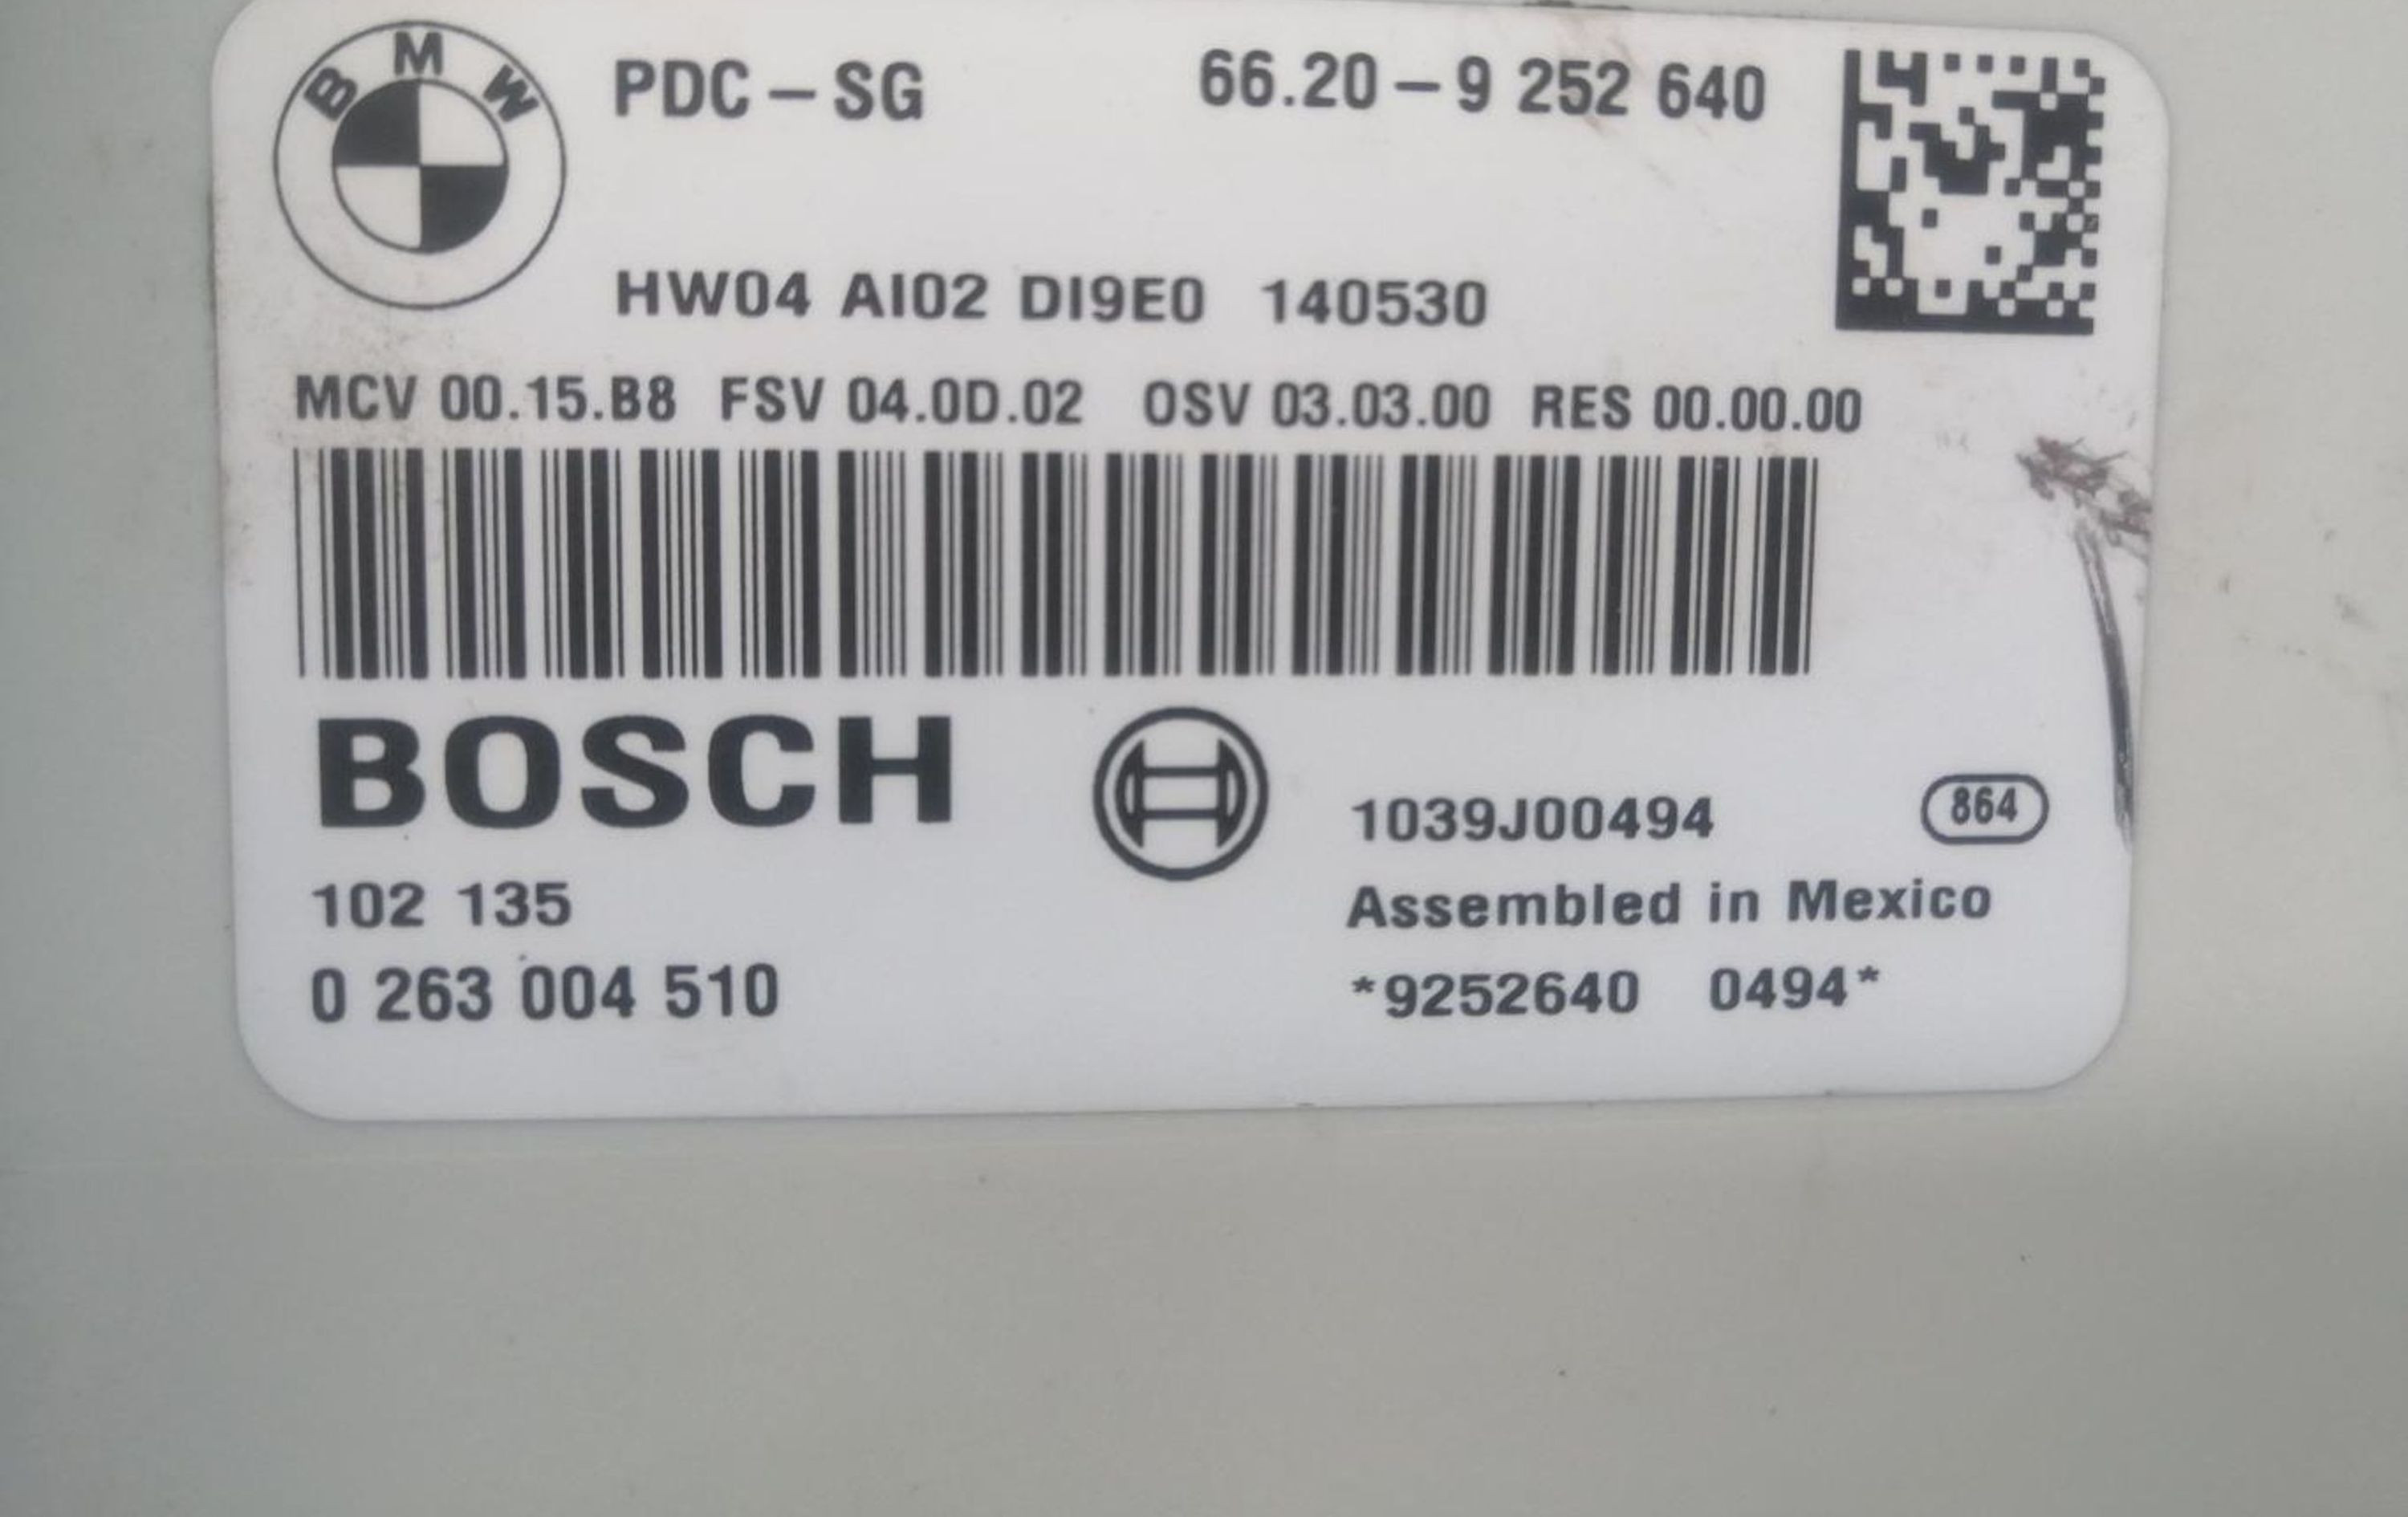 BMW
PDC – SG 66.20 – 9 252 640
HW04 AI02 DI9E0 140530
MCV 00.15.B8 FSV 04.0D.02 OSV 03.03.00 RES 00.00.00
BOSCH
1039J00494 864
102 135 Assembled in Mexico
0 263 004 510 *9252640 0494*